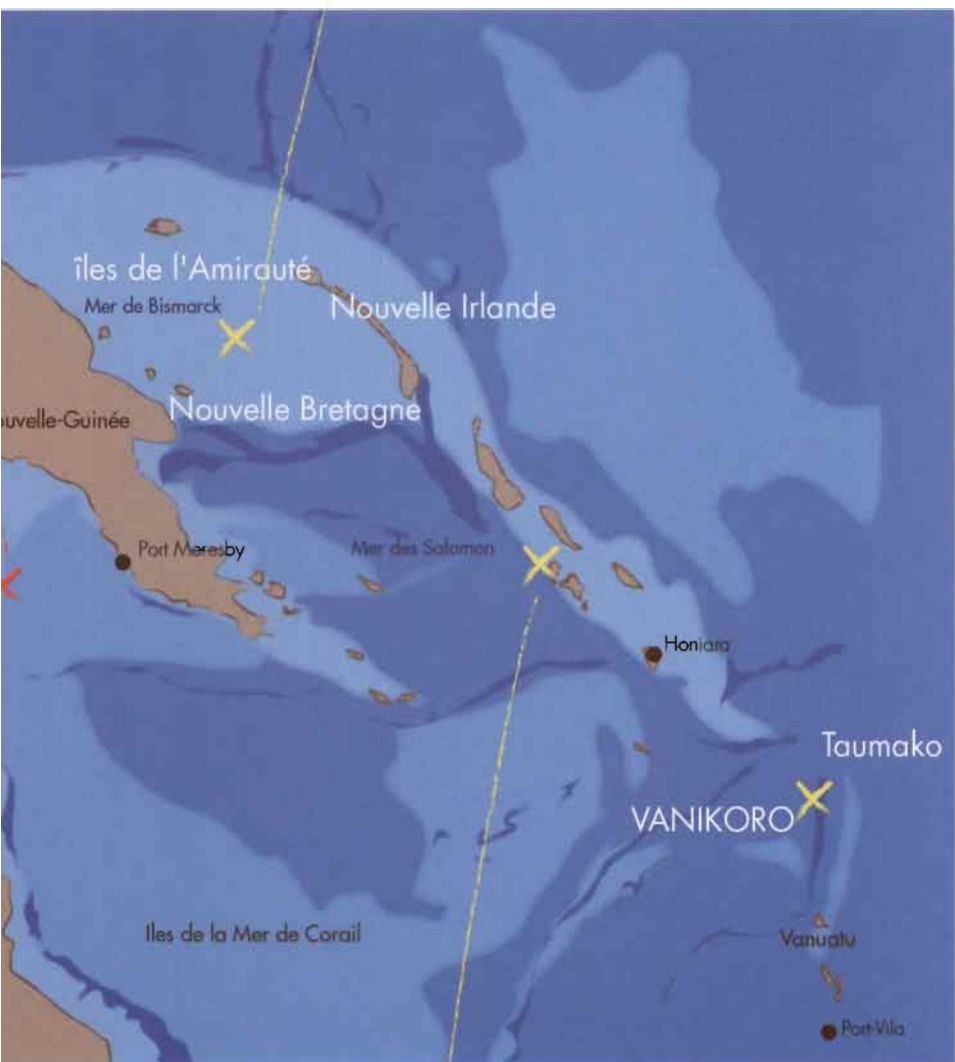 îles de l'Amirauté
Mer de Bismarck
Nouvelle Irlande
Nouvelle Bretagne
ouvelle-Guinée
Port Moresby
Mer des Salomon
Honiara
Taumako
VANIKORO
Iles de la Mer de Corail
Vanuatu
Port-Vila